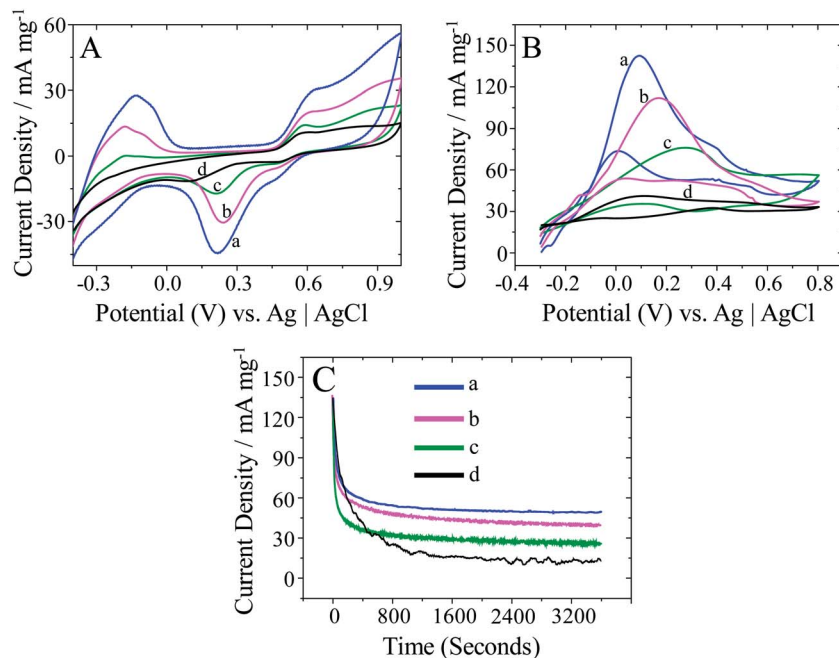 A
Current Density / mA mg-1
60
30
0
-30
d
c
b
a
-0.3 0.0 0.3 0.6 0.9
Potential (V) vs. Ag | AgCl
B
Current Density / mA mg-1
150
120
90
60
30
0
a
b
c
d
-0.4 -0.2 0.0 0.2 0.4 0.6 0.8
Potential (V) vs. Ag | AgCl
C
Current Density / mA mg-1
150
120
90
60
30
0
a
b
c
d
0 800 1600 2400 3200
Time (Seconds)